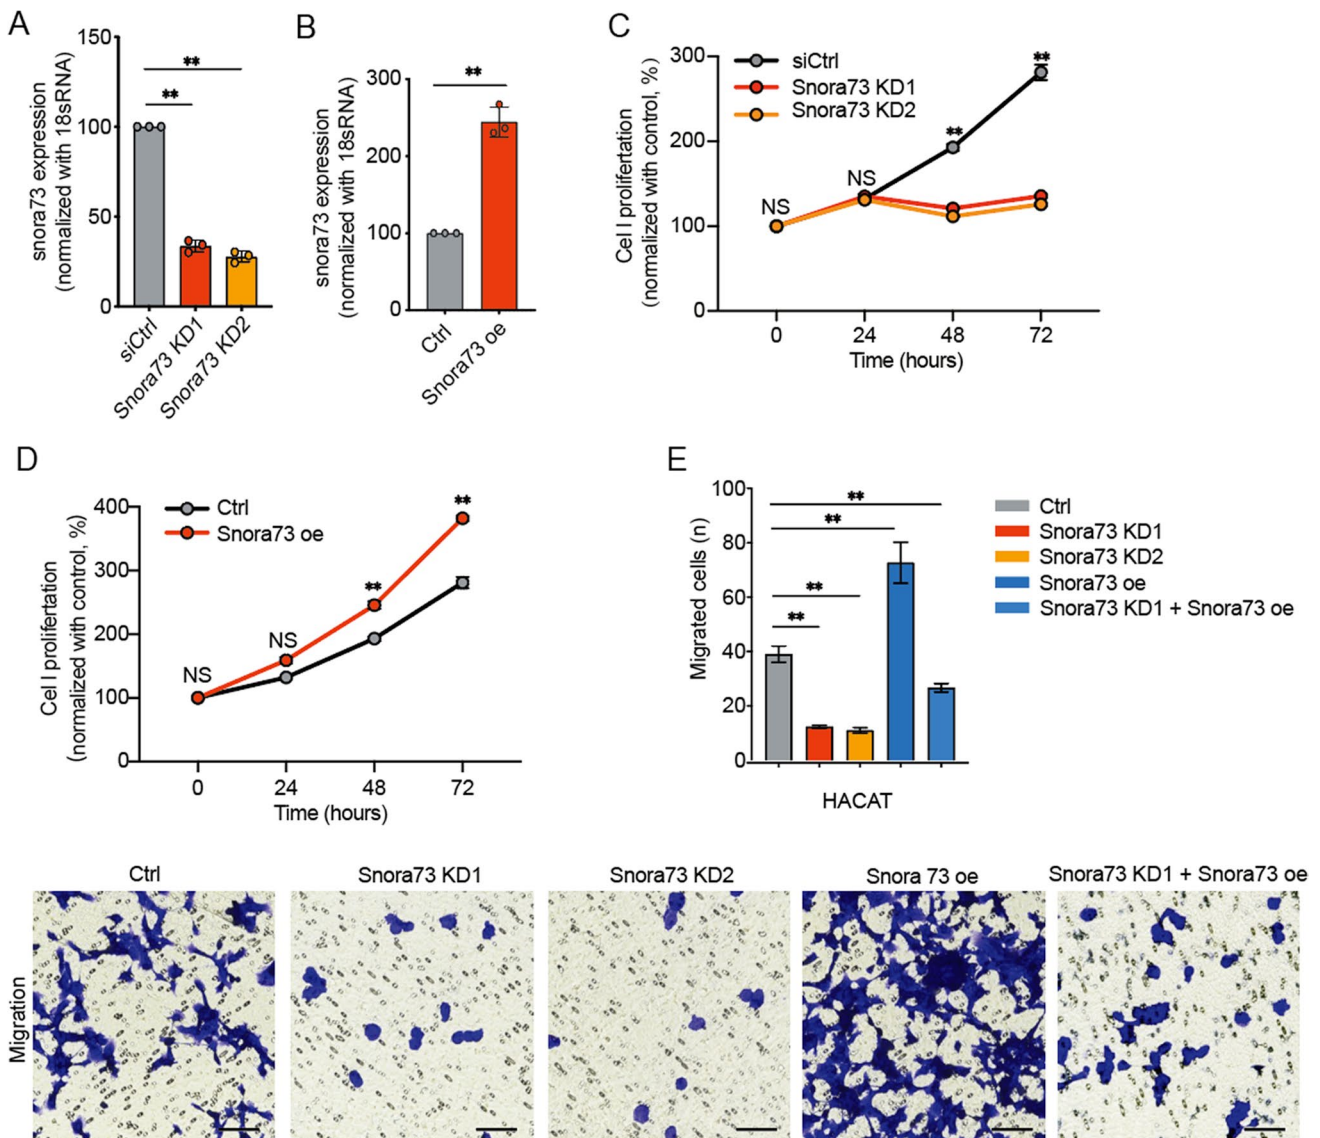 A
snora73 expression
(normalized with 18sRNA)
150
100
50
0
**
**
siCtrl
Snora73 KD1
Snora73 KD2
B
snora73 expression
(normalized with 18sRNA)
300
200
100
0
**
Ctrl
Snora73 oe
C
Cel l prolifertation
(normalized with control, %)
300
200
100
0
siCtrl
Snora73 KD1
Snora73 KD2
NS
NS
**
**
0 24 48 72
Time (hours)
D
Cel l prolifertation
(normalized with control, %)
400
300
200
100
0
Ctrl
Snora73 oe
NS
NS
**
**
0 24 48 72
Time (hours)
E
Migrated cells (n)
100
80
60
40
20
0
**
**
**
**
HACAT
Ctrl
Snora73 KD1
Snora73 KD2
Snora73 oe
Snora73 KD1 + Snora73 oe
Ctrl
Snora73 KD1
Snora73 KD2
Snora 73 oe
Snora73 KD1 + Snora73 oe
Migration